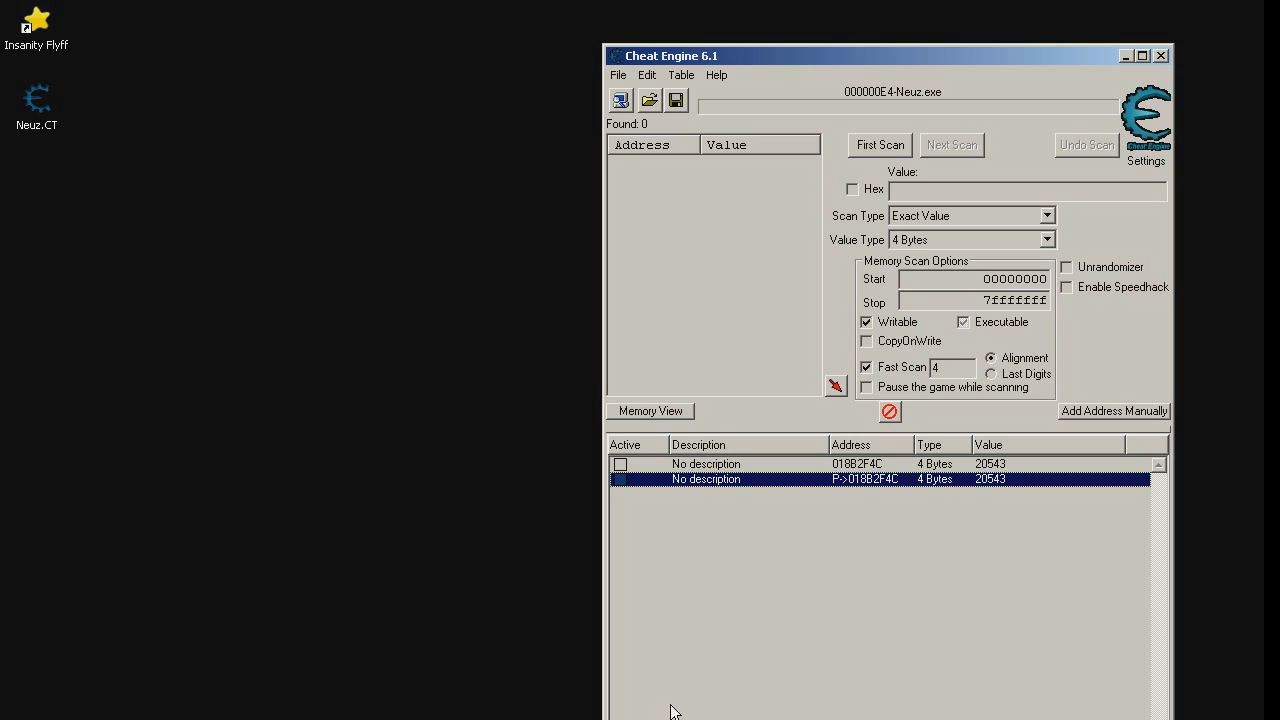 Insanity Flyff
Neuz.CT
Cheat Engine 6.1
File Edit Table Help
000000E4-Neuz.exe
Found: 0
Address Value
First Scan Next Scan Undo Scan
Cheat Engine
Settings
Value:
Hex
Scan Type Exact Value
Value Type 4 Bytes
Memory Scan Options
Start 00000000
Stop 7fffffff
Unrandomizer
Enable Speedhack
Writable Executable
CopyOnWrite
Fast Scan 4 Alignment
Last Digits
Pause the game while scanning
Memory View Add Address Manually
Active Description Address Type Value
No description 018B2F4C 4 Bytes 20543
No description P->018B2F4C 4 Bytes 20543